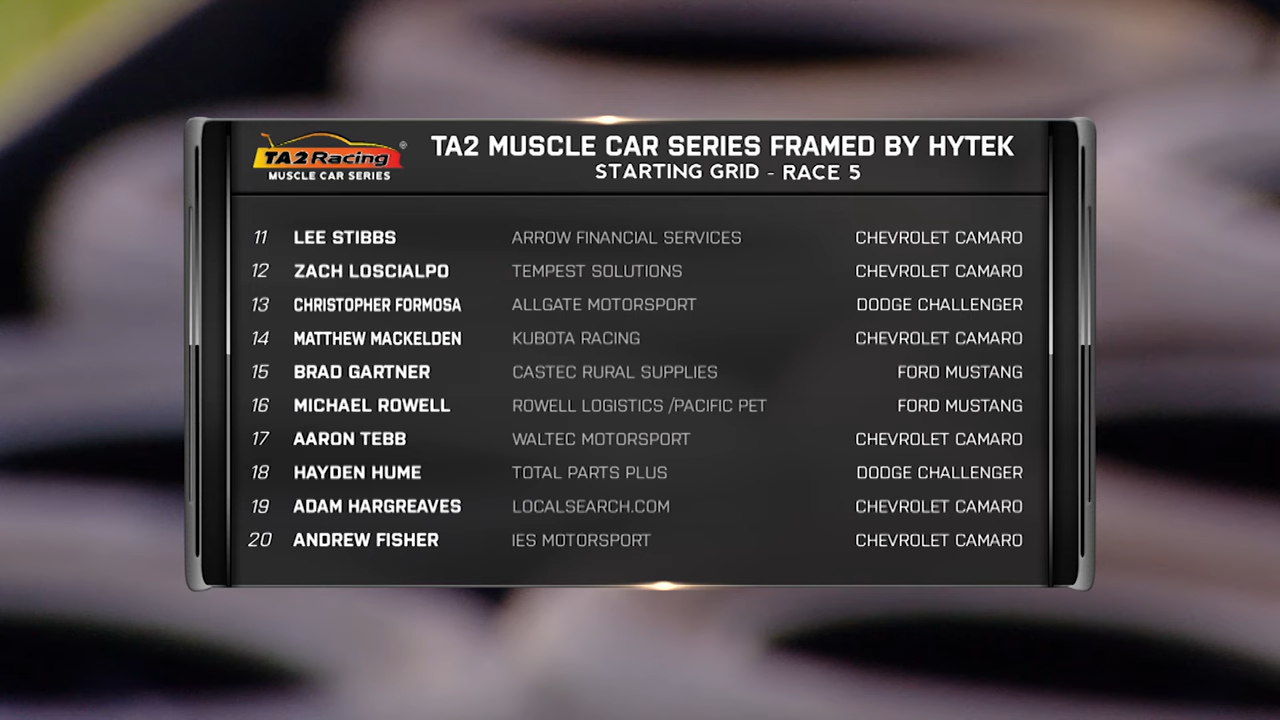 TA2 Racing ®
MUSCLE CAR SERIES
TA2 MUSCLE CAR SERIES FRAMED BY HYTEK
STARTING GRID - RACE 5
11 LEE STIBBS ARROW FINANCIAL SERVICES CHEVROLET CAMARO
12 ZACH LOSCIALPO TEMPEST SOLUTIONS CHEVROLET CAMARO
13 CHRISTOPHER FORMOSA ALLGATE MOTORSPORT DODGE CHALLENGER
14 MATTHEW MACKELDEN KUBOTA RACING CHEVROLET CAMARO
15 BRAD GARTNER CASTEC RURAL SUPPLIES FORD MUSTANG
16 MICHAEL ROWELL ROWELL LOGISTICS /PACIFIC PET FORD MUSTANG
17 AARON TEBB WALTEC MOTORSPORT CHEVROLET CAMARO
18 HAYDEN HUME TOTAL PARTS PLUS DODGE CHALLENGER
19 ADAM HARGREAVES LOCALSEARCH.COM CHEVROLET CAMARO
20 ANDREW FISHER IES MOTORSPORT CHEVROLET CAMARO